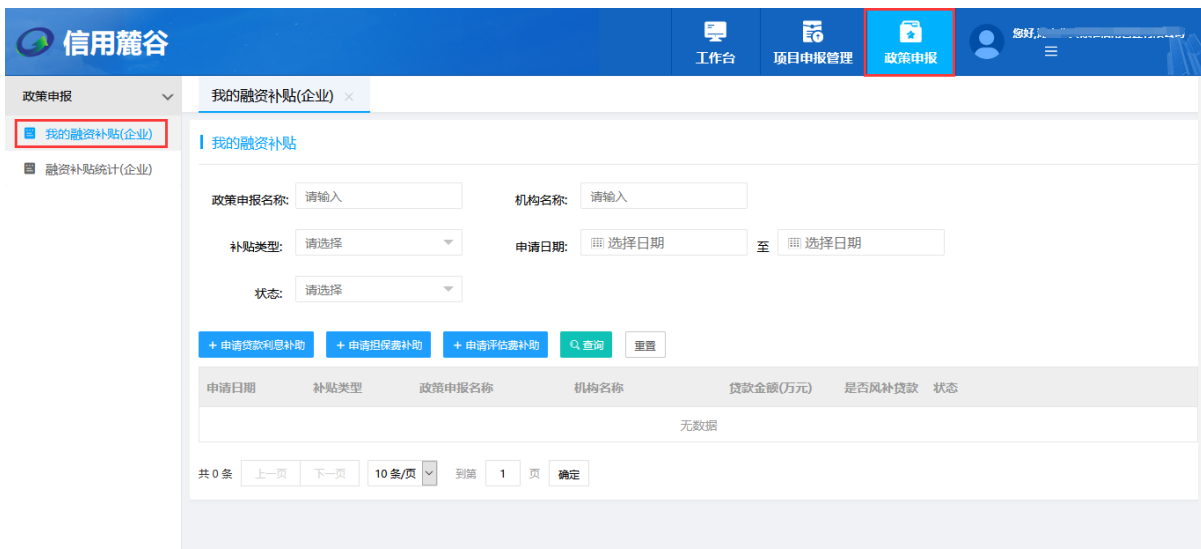 信用麓谷
工作台
项目申报管理
政策申报
您好,
政策申报
我的融资补贴(企业)
融资补贴统计(企业)
我的融资补贴(企业) ×
我的融资补贴
政策申报名称: 请输入 机构名称: 请输入
补贴类型: 请选择 申请日期: 选择日期 至 选择日期
状态: 请选择
+ 申请贷款利息补助 + 申请担保费补助 + 申请评估费补助 查询 重置
申请日期 补贴类型 政策申报名称 机构名称 贷款金额(万元) 是否风补贷款 状态
无数据
共 0 条 上一页 下一页 10 条/页 到第 1 页 确定